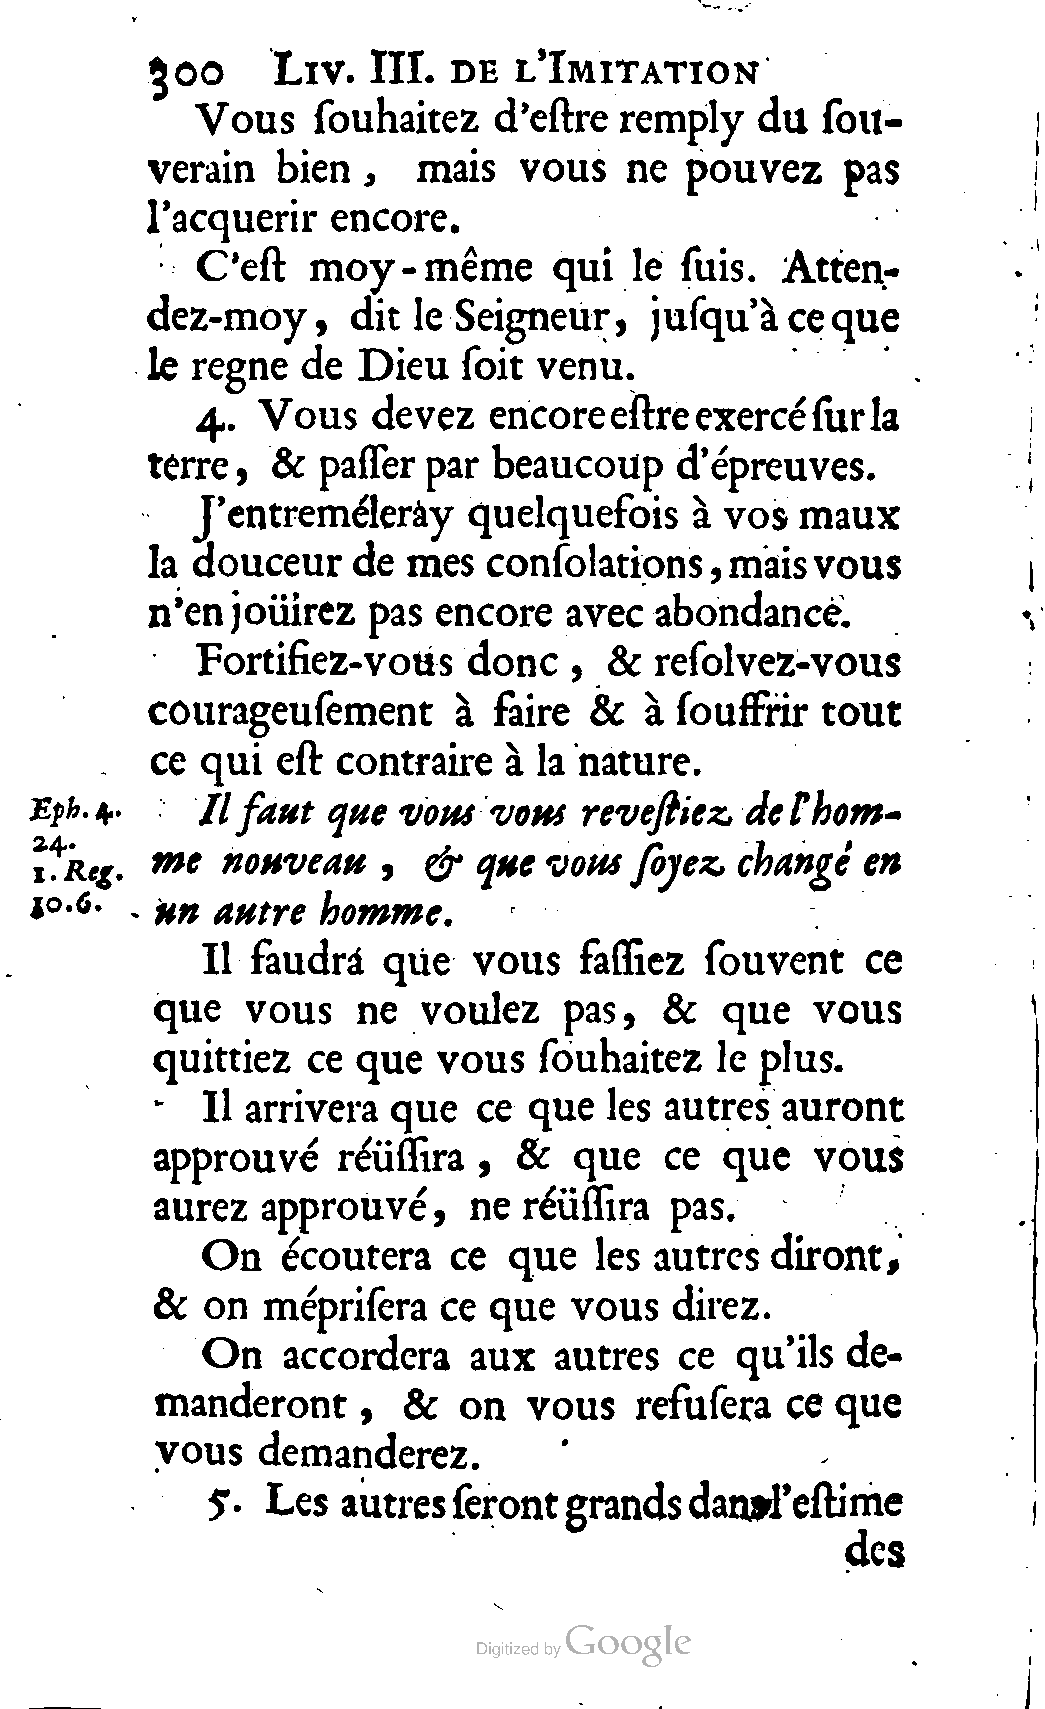 300 LIV. III. DE L'IMITATION
Vous ſouhaitez d'eſtre remply du ſou-
verain bien, mais vous ne pouvez pas
l'acquerir encore.
C'eſt moy-même qui le ſuis. Atten-
dez-moy, dit le Seigneur, juſqu'à ce que
le regne de Dieu ſoit venu.
4. Vous devez encore eſtre exercé ſur la
terre, & paſſer par beaucoup d'épreuves.
J'entremêleray quelquefois à vos maux
la douceur de mes conſolations, mais vous
n'en joüirez pas encore avec abondance.
Fortifiez-vous donc, & reſolvez-vous
courageuſement à faire & à ſouffrir tout
ce qui eſt contraire à la nature.
Eph. 4.
24.
1. Reg.
10.6.
Il faut que vous vous reveſtiez de l'hom-
me nouveau, & que vous ſoyez changé en
un autre homme.
Il faudra que vous faſſiez ſouvent ce
que vous ne voulez pas, & que vous
quittiez ce que vous ſouhaitez le plus.
Il arrivera que ce que les autres auront
approuvé réüſſira, & que ce que vous
aurez approuvé, ne réüſſira pas.
On écoutera ce que les autres diront,
& on mépriſera ce que vous direz.
On accordera aux autres ce qu'ils de-
manderont, & on vous refuſera ce que
vous demanderez.
5. Les autres ſeront grands dans l'eſtime
des
Digitized by Google